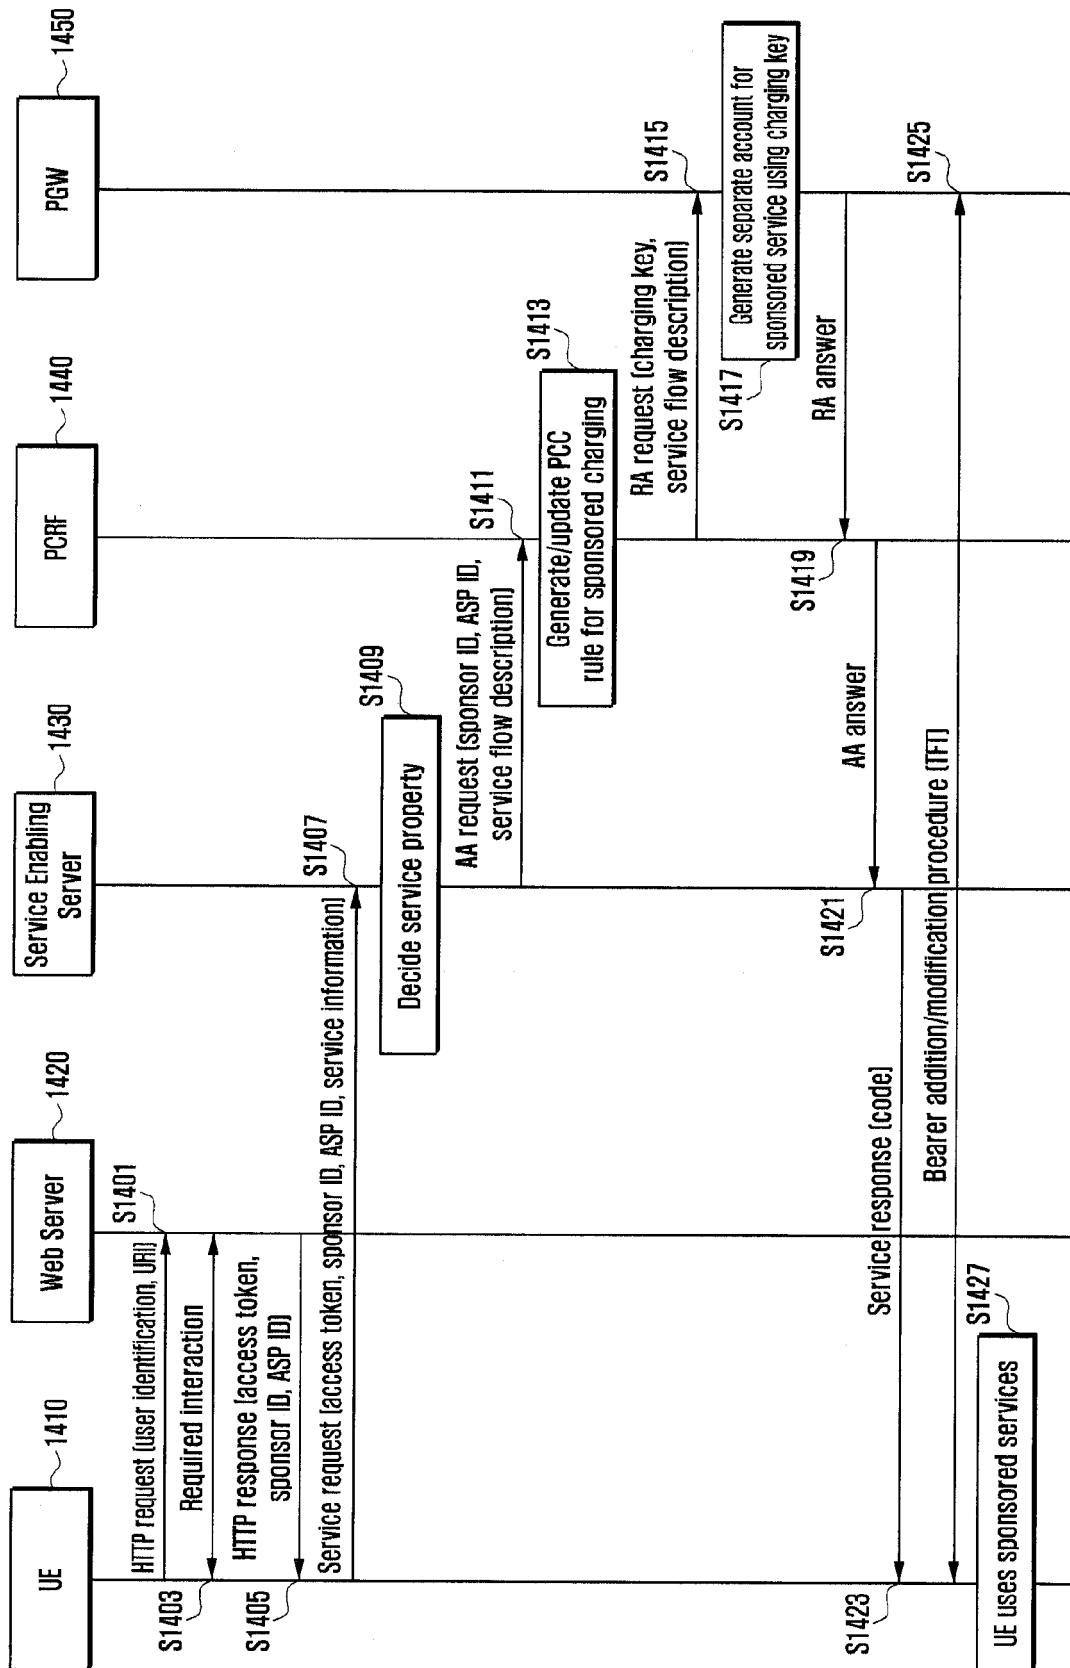 UE
1410
Web Server
1420
Service Enabling
Server
1430
PCRF
1440
PGW
1450
HTTP request (user identification, URI)
S1401
Required interaction
S1403
HTTP response (access token,
sponsor ID, ASP ID)
S1405
Service request (access token, sponsor ID, ASP ID, service information)
S1407
Decide service property
S1409
AA request (sponsor ID, ASP ID,
service flow description)
S1411
Generate/update PCC
rule for sponsored charging
S1413
RA request (charging key,
service flow description)
S1415
Generate separate account for
sponsored service using charging key
S1417
RA answer
S1419
AA answer
S1421
Service response (code)
S1423
Bearer addition/modification procedure (TFT)
S1425
UE uses sponsored services
S1427